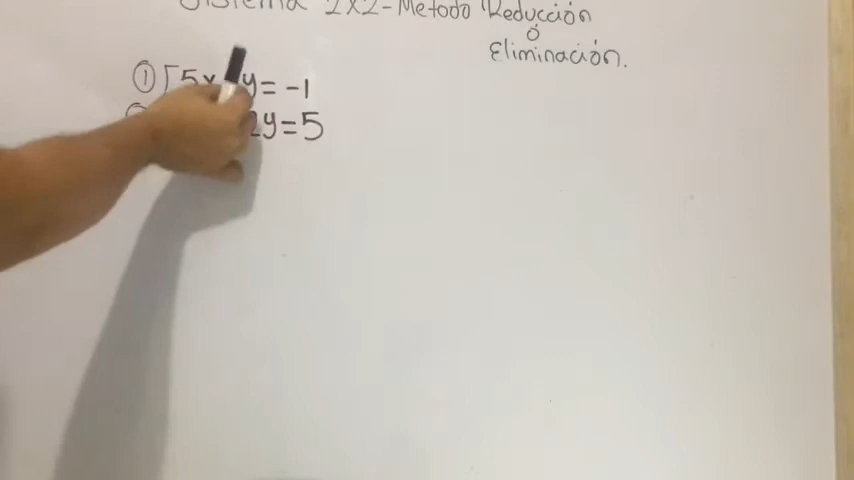 Sistema 2x2 - Metodo Reducción
ó
Eliminación.
① 5x y = -1
2y = 5